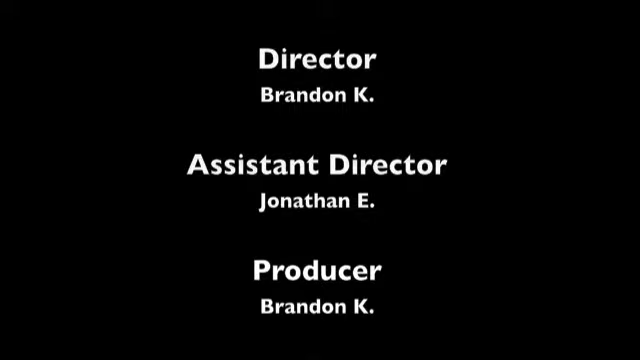 Director
Brandon K.
Assistant Director
Jonathan E.
Producer
Brandon K.